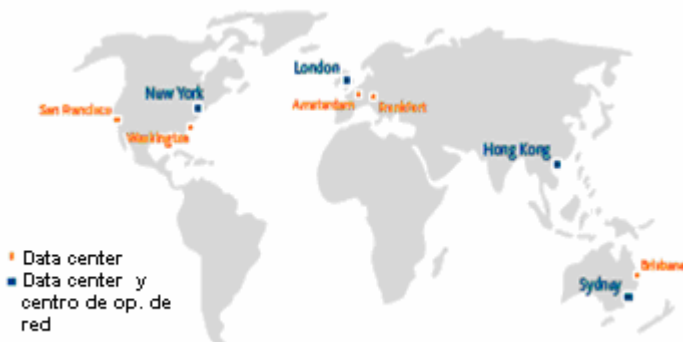 London
New York
Amsterdam
Frankfort
San Francisco
Washington
Hong Kong
Data center
Brisbane
Data center y
Sydney
centro de op. de
red